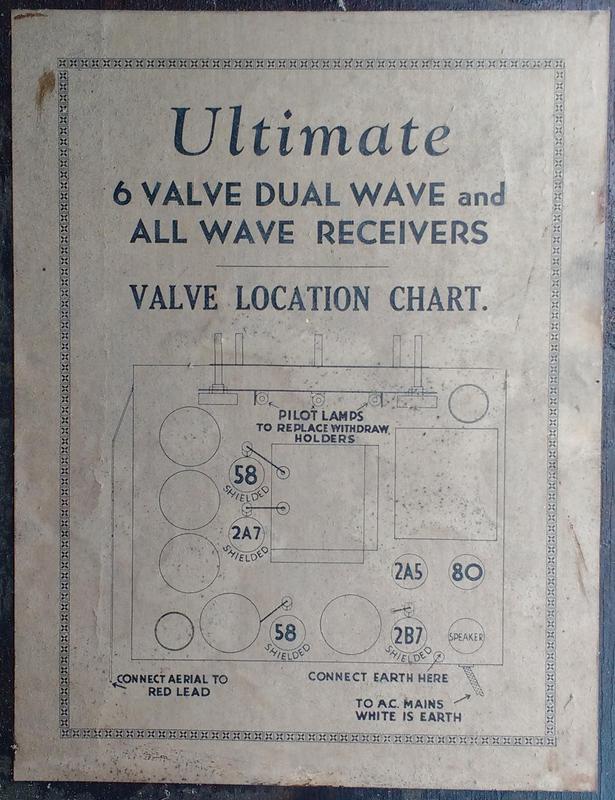 Ultimate
6 VALVE DUAL WAVE and
ALL WAVE RECEIVERS
VALVE LOCATION CHART.
PILOT LAMPS
TO REPLACE WITHDRAW
HOLDERS
58
SHIELDED
2A7
SHIELDED
2A5
80
58
SHIELDED
2B7
SHIELDED
SPEAKER
CONNECT AERIAL TO
RED LEAD
CONNECT EARTH HERE
TO A.C. MAINS
WHITE IS EARTH